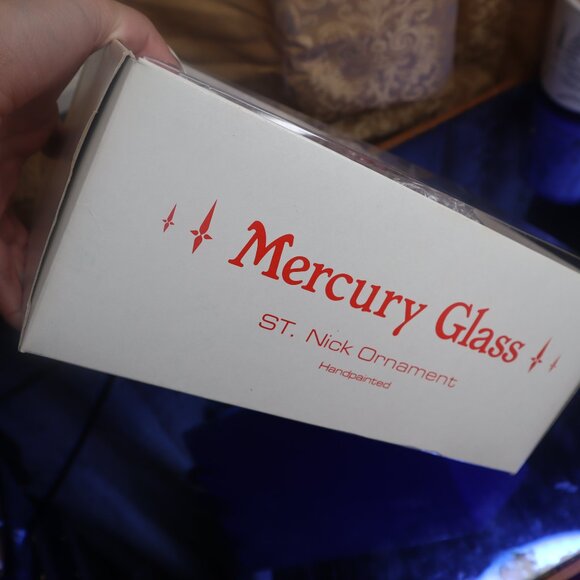 Mercury Glass
ST. Nick Ornament
Handpainted